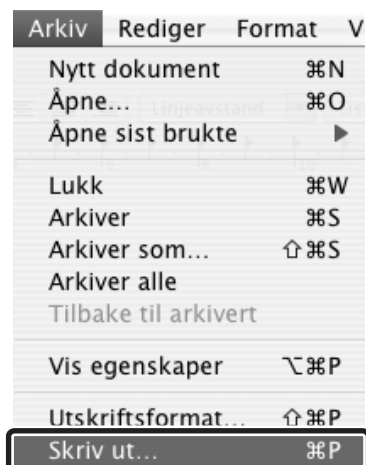 Arkiv Rediger Format V
Nytt dokument ⌘N
Åpne... ⌘O
Linjeavstand
Åpne sist brukte ▶
Lukk ⌘W
Arkiver ⌘S
Arkiver som... ⇧⌘S
Arkiver alle
Tilbake til arkivert
Vis egenskaper ⌥⌘P
Utskriftsformat... ⇧⌘P
Skriv ut... ⌘P